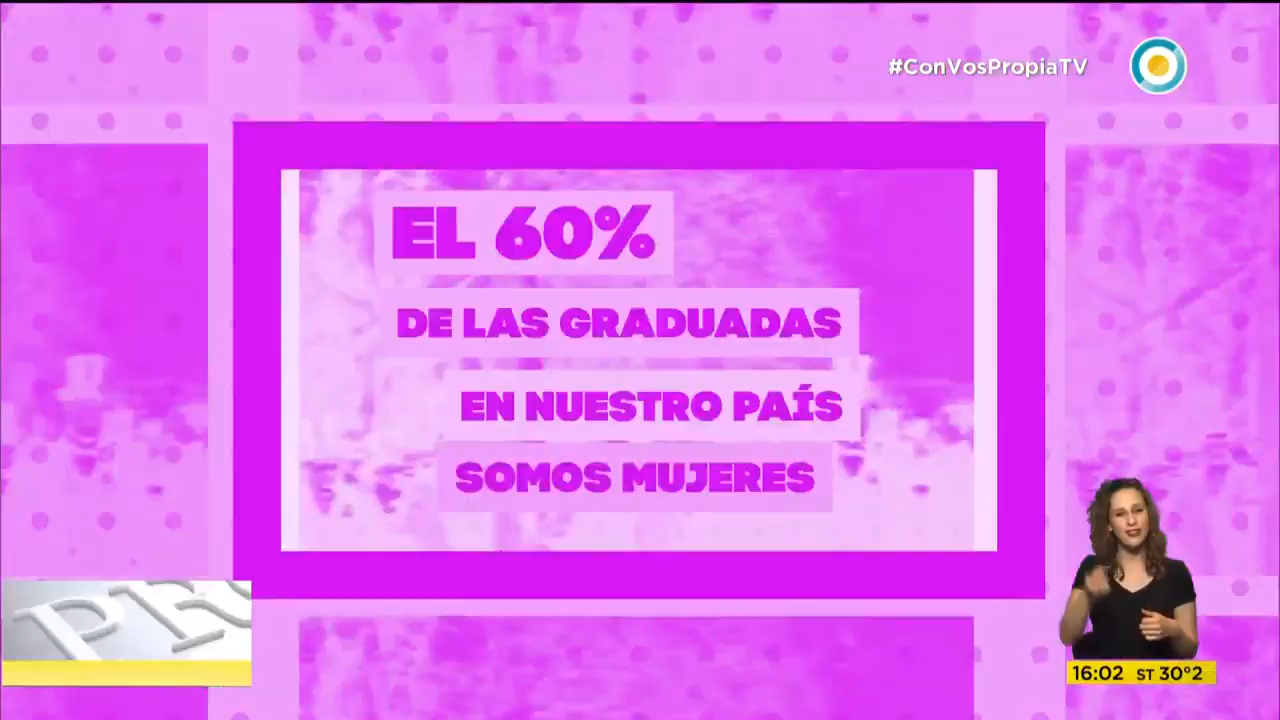 #ConVosPropiaTV
EL 60%
DE LAS GRADUADAS
EN NUESTRO PAÍS
SOMOS MUJERES
16:02 ST 30°2